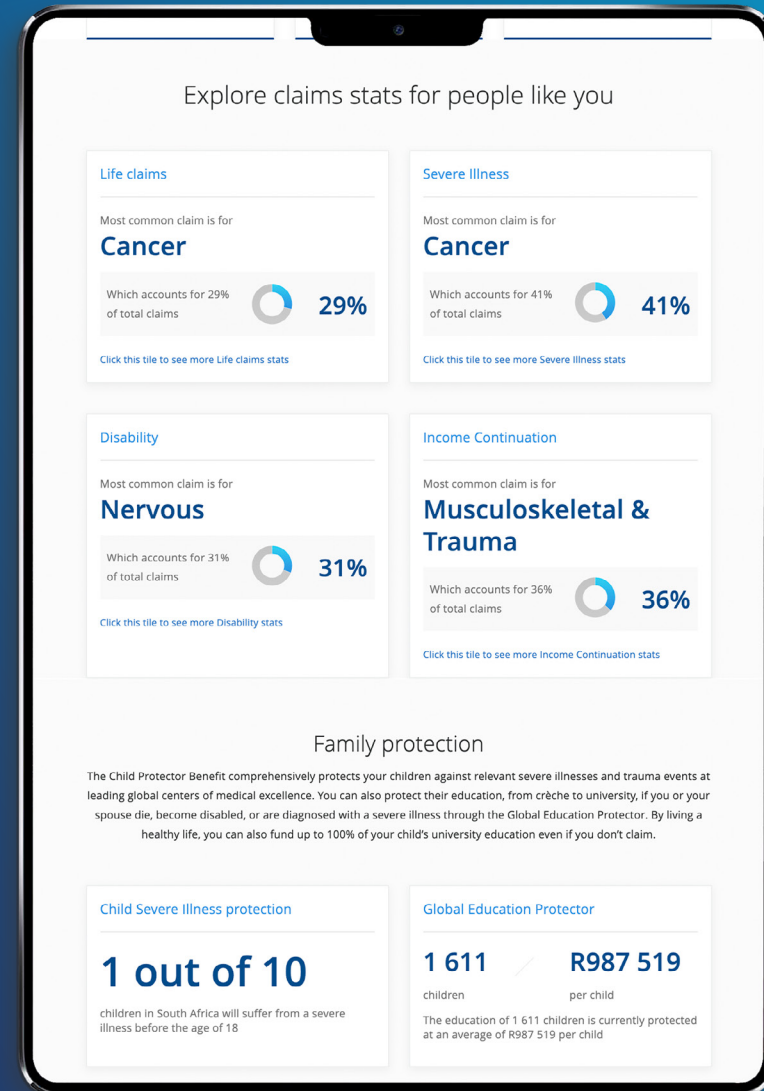 Explore claims stats for people like you
Life claims
Most common claim is for
Cancer
Which accounts for 29%
of total claims
29%
Click this tile to see more Life claims stats
Severe Illness
Most common claim is for
Cancer
Which accounts for 41%
of total claims
41%
Click this tile to see more Severe Illness stats
Disability
Most common claim is for
Nervous
Which accounts for 31%
of total claims
31%
Click this tile to see more Disability stats
Income Continuation
Most common claim is for
Musculoskeletal &
Trauma
Which accounts for 36%
of total claims
36%
Click this tile to see more Income Continuation stats
Family protection
The Child Protector Benefit comprehensively protects your children against relevant severe illnesses and trauma events at
leading global centers of medical excellence. You can also protect their education, from crèche to university, if you or your
spouse die, become disabled, or are diagnosed with a severe illness through the Global Education Protector. By living a
healthy life, you can also fund up to 100% of your child's university education even if you don't claim.
Child Severe Illness protection
1 out of 10
children in South Africa will suffer from a severe
illness before the age of 18
Global Education Protector
1 611
children
R987 519
per child
The education of 1 611 children is currently protected
at an average of R987 519 per child